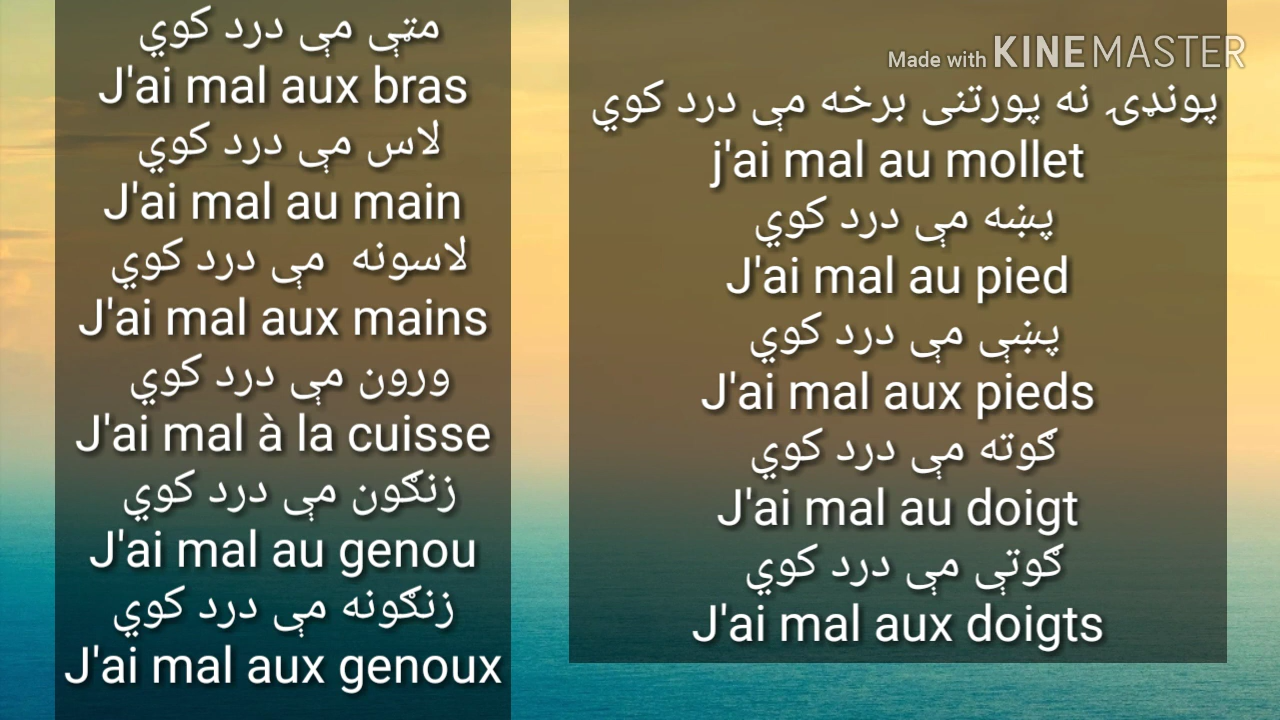 مټې مې درد کوي
J'ai mal aux bras
لاس مې درد کوي
J'ai mal au main
لاسونه مې درد کوي
J'ai mal aux mains
ورون مې درد کوي
J'ai mal à la cuisse
زنګون مې درد کوي
J'ai mal au genou
زنګونه مې درد کوي
J'ai mal aux genoux
Made with KINEMASTER
پونډۍ نه پورتنی برخه مې درد کوي
j'ai mal au mollet
پښه مې درد کوي
J'ai mal au pied
پښې مې درد کوي
J'ai mal aux pieds
ګوته مې درد کوي
J'ai mal au doigt
ګوتې مې درد کوي
J'ai mal aux doigts